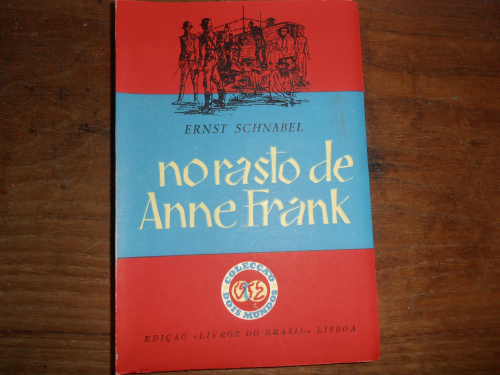 ERNST SCHNABEL
no rasto de
Anne Frank
COLECÇÃO
DOIS MUNDOS
EDIÇÃO «LIVROS DO BRASIL» LISBOA